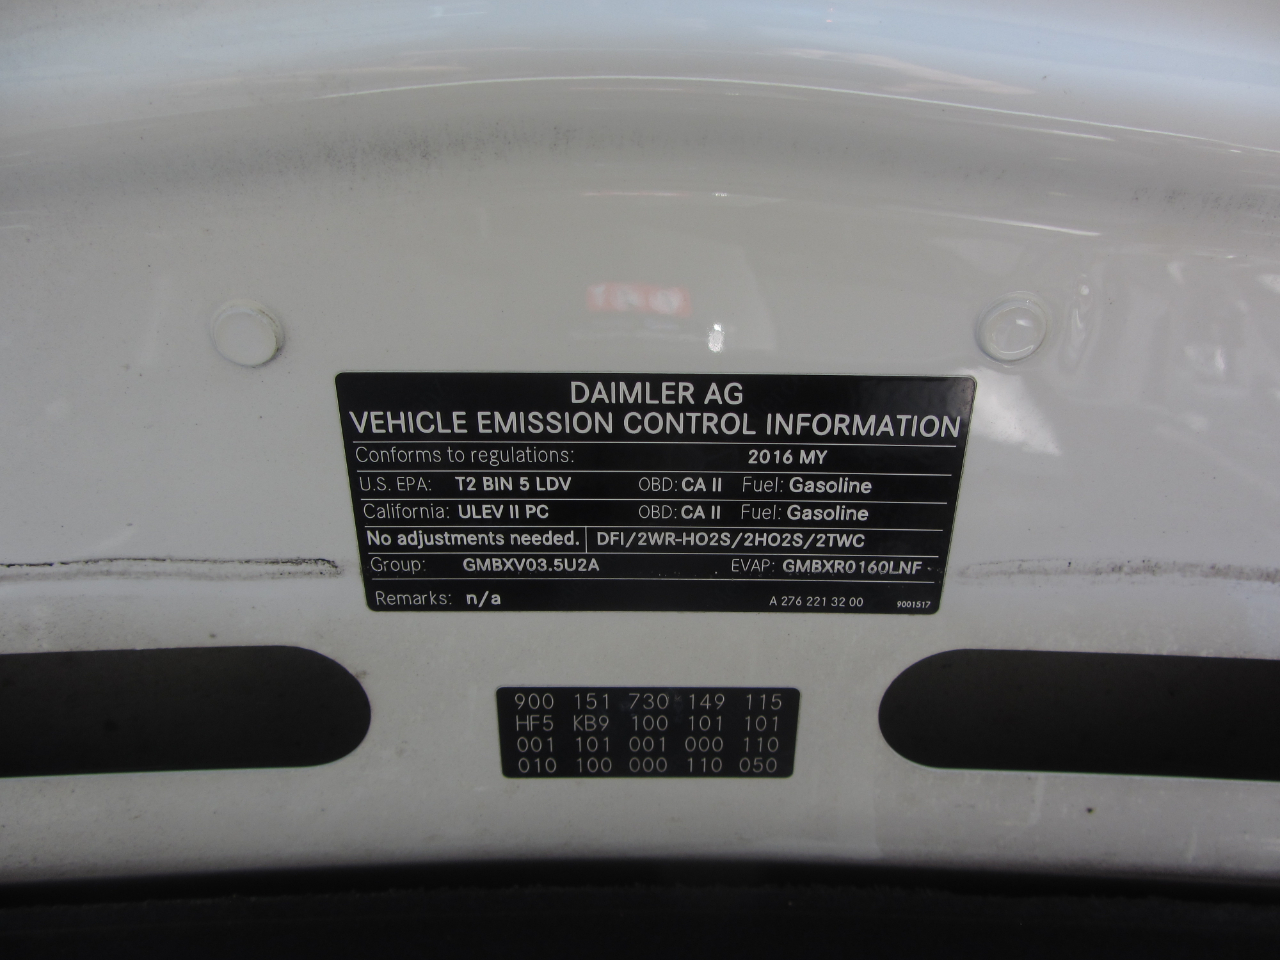 DAIMLER AG
VEHICLE EMISSION CONTROL INFORMATION
Conforms to regulations: 2016 MY
U.S. EPA: T2 BIN 5 LDV OBD: CA II Fuel: Gasoline
California: ULEV II PC OBD: CA II Fuel: Gasoline
No adjustments needed. DFI/2WR-HO2S/2HO2S/2TWC
Group: GMBXV03.5U2A EVAP: GMBXR0160LNF
Remarks: n/a A 276 221 32 00 9001517
900 151 730 149 115
HF5 KB9 100 101 101
001 101 001 000 110
010 100 000 110 050